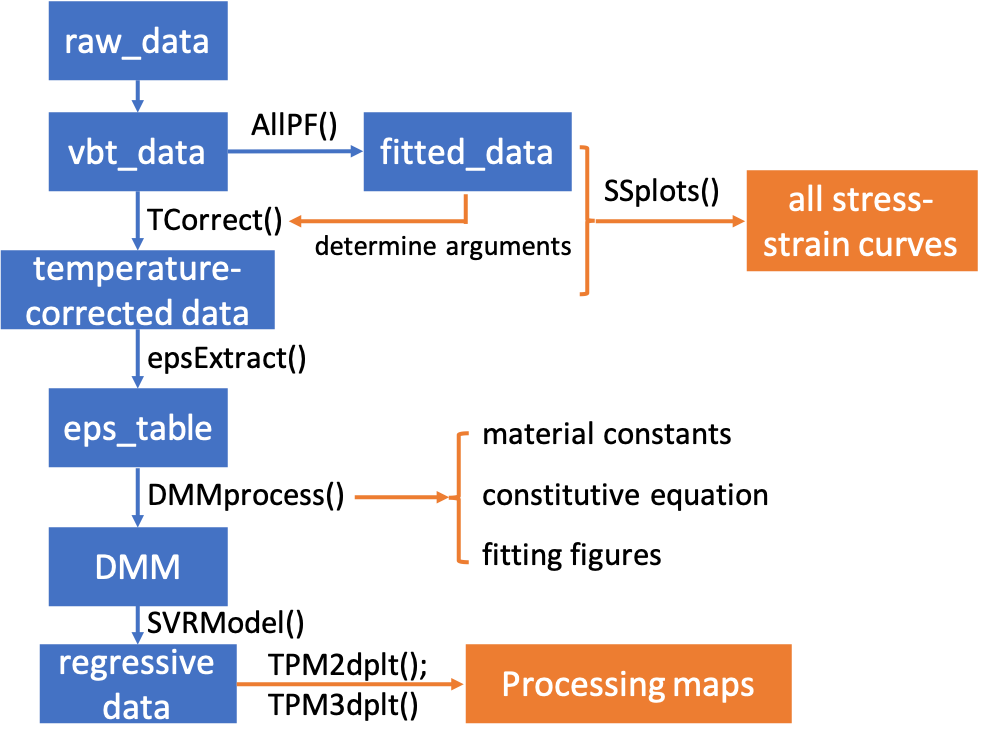 raw_data
vbt_data
AllPF()
fitted_data
SSplots()
all stress-
strain curves
TCorrect()
determine arguments
temperature-
corrected data
epsExtract()
eps_table
DMMprocess()
material constants
constitutive equation
fitting figures
DMM
SVRModel()
regressive
data
TPM2dplt();
TPM3dplt()
Processing maps